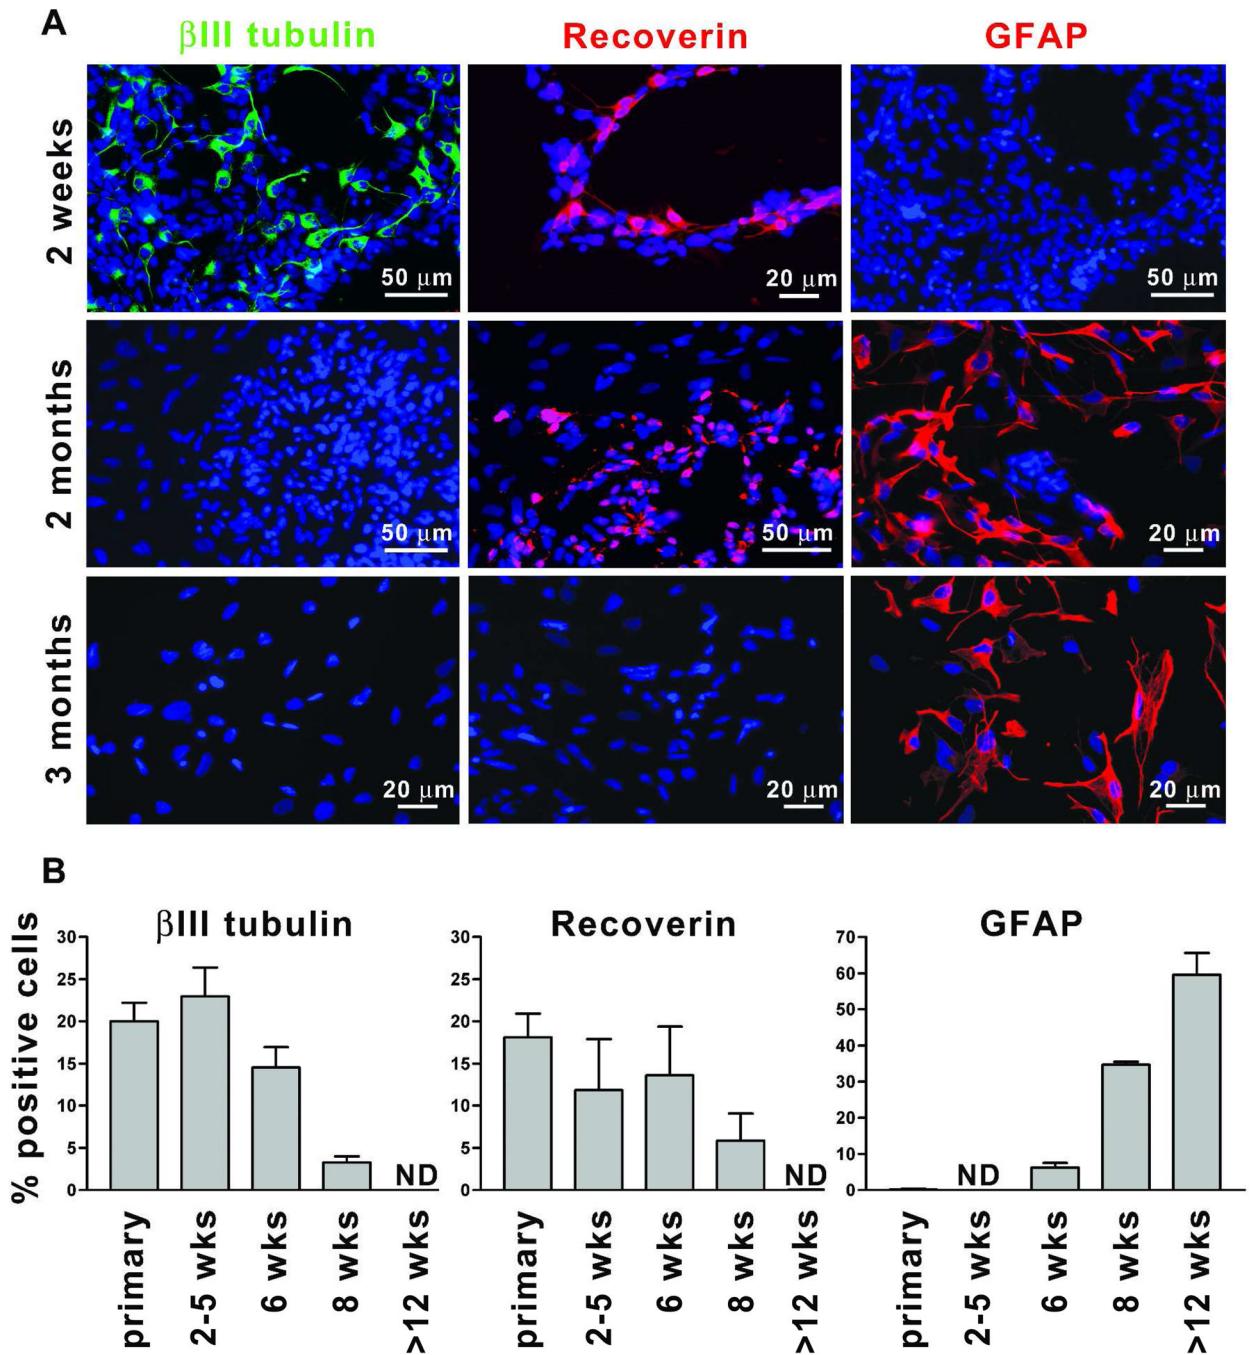 A
βIII tubulin Recoverin GFAP
2 weeks
50 μm 20 μm 50 μm
2 months
50 μm 50 μm 20 μm
3 months
20 μm 20 μm 20 μm
B
βIII tubulin Recoverin GFAP
% positive cells
30
25
20
15
10
5
0
ND
primary
2-5 wks
6 wks
8 wks
>12 wks
30
25
20
15
10
5
0
ND
primary
2-5 wks
6 wks
8 wks
>12 wks
70
60
50
40
30
20
10
0
ND
primary
2-5 wks
6 wks
8 wks
>12 wks